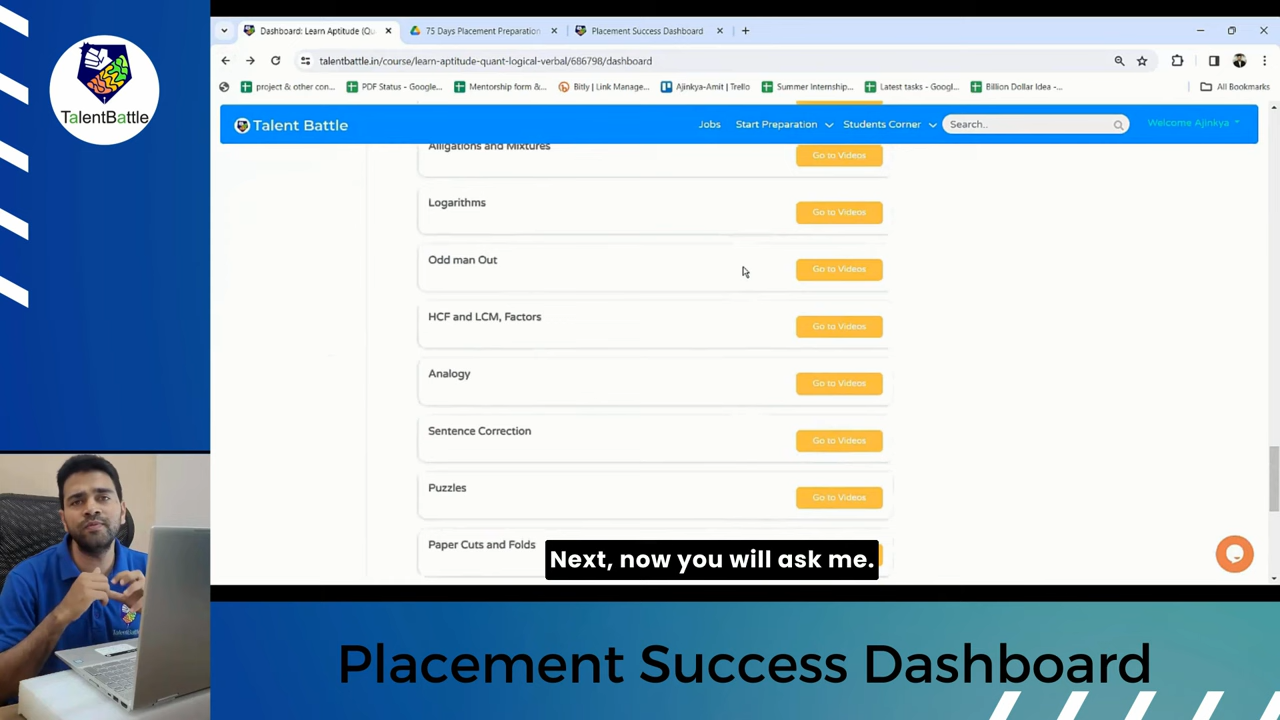 TalentBattle
Dashboard: Learn Aptitude (Qu
75 Days Placement Preparation
Placement Success Dashboard
talentbattle.in/course/learn-aptitude-quant-logical-verbal/686798/dashboard
project & other con...
PDF Status - Google...
Mentorship form &...
Bitly | Link Manage...
Ajinkya-Amit | Trello
Summer Internship...
Latest tasks - Googl...
Billion Dollar Idea -...
All Bookmarks
Talent Battle
Jobs
Start Preparation
Students Corner
Search..
Welcome Ajinkya
Alligations and Mixtures
Go to Videos
Logarithms
Go to Videos
Odd man Out
Go to Videos
HCF and LCM, Factors
Go to Videos
Analogy
Go to Videos
Sentence Correction
Go to Videos
Puzzles
Go to Videos
Paper Cuts and Folds
Next, now you will ask me.
TalentBattle
Placement Success Dashboard